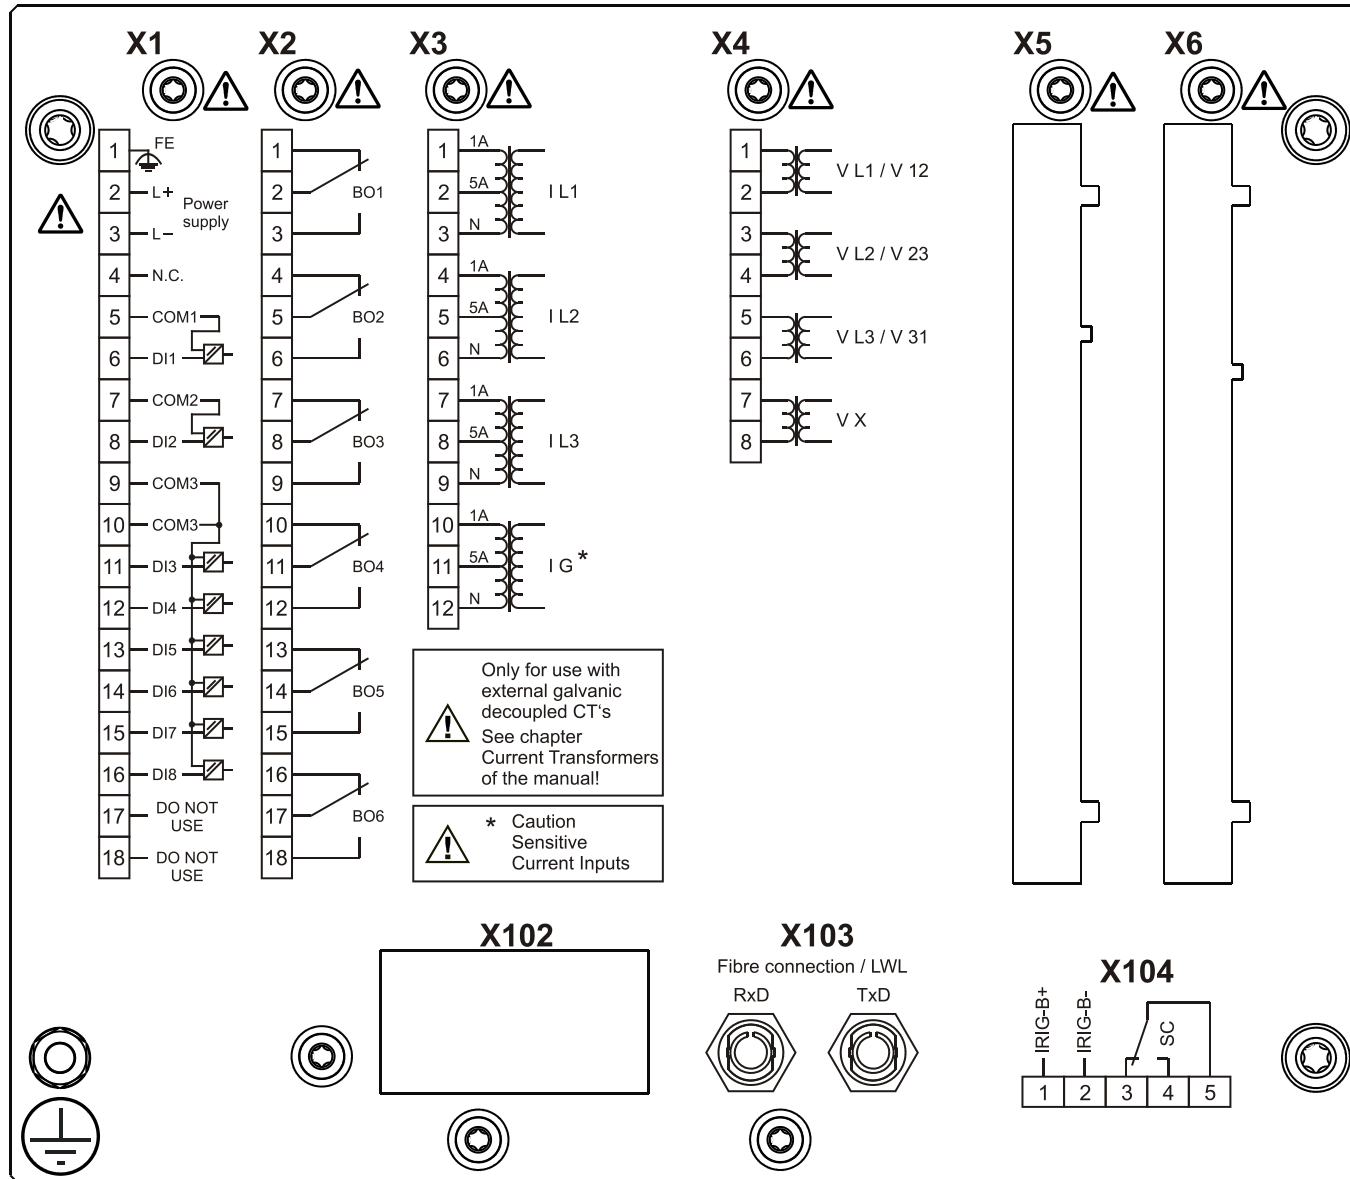 X1 X2 X3 X4 X5 X6
1 FE
2 L+
Power
supply
3 L-
4 N.C.
5 COM1
6 DI1
7 COM2
8 DI2
9 COM3
10 COM3
11 DI3
12 DI4
13 DI5
14 DI6
15 DI7
16 DI8
17 DO NOT
USE
18 DO NOT
USE
1
2 BO1
3
4
5 BO2
6
7
8 BO3
9
10
11 BO4
12
13
14 BO5
15
16
17 BO6
18
1 1A
2 5A I L1
3 N
4 1A
5 5A I L2
6 N
7 1A
8 5A I L3
9 N
10 1A
11 5A I G *
12 N
Only for use with
external galvanic
decoupled CT‘s
See chapter
Current Transformers
of the manual!
* Caution
Sensitive
Current Inputs
1
V L1 / V 12
2
3
V L2 / V 23
4
5
V L3 / V 31
6
7
V X
8
X102
X103
Fibre connection / LWL
RxD TxD
X104
IRIG-B+
IRIG-B-
SC
1 2 3 4 5